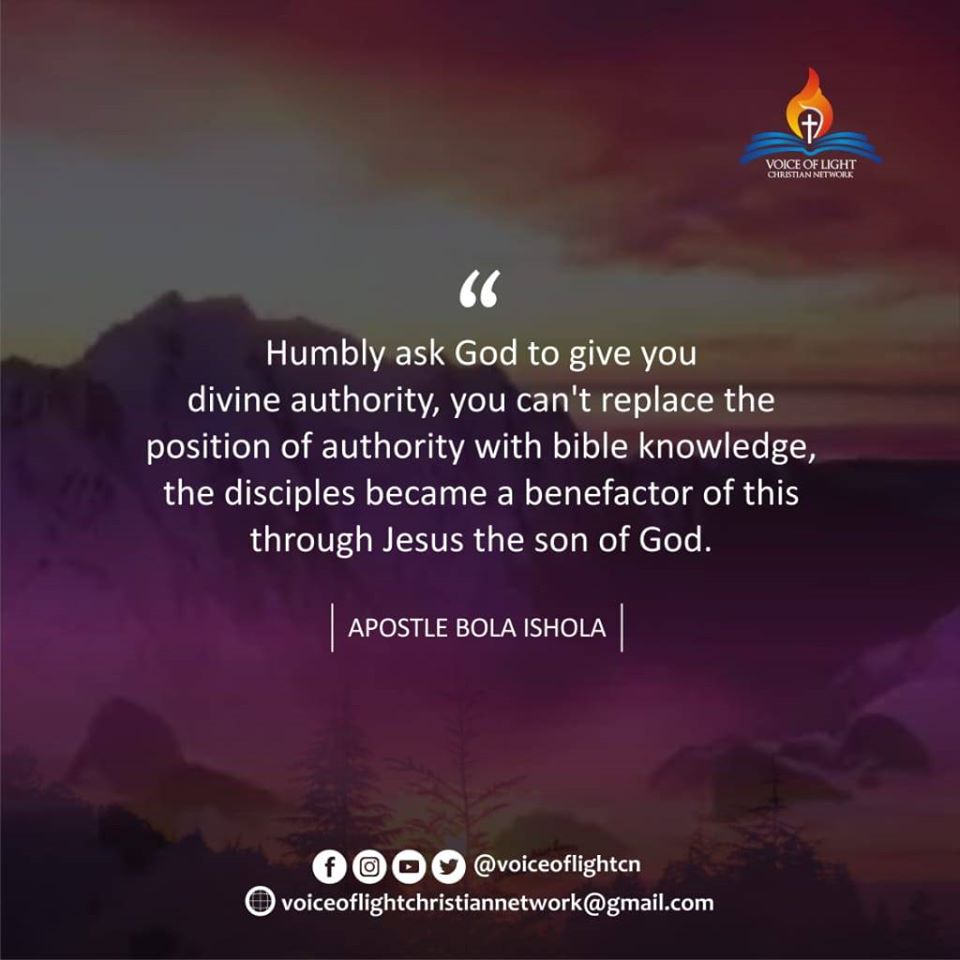 VOICE OF LIGHT
CHRISTIAN NETWORK
“
Humbly ask God to give you
divine authority, you can't replace the
position of authority with bible knowledge,
the disciples became a benefactor of this
through Jesus the son of God.
APOSTLE BOLA ISHOLA
@voiceoflightcn
voiceoflightchristiannetwork@gmail.com